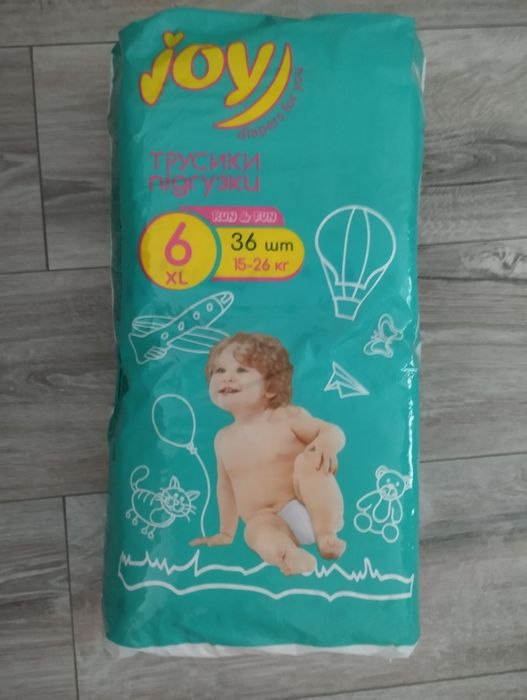 joy
diapers for you
трусики
підгузки
RUN & FUN
6
XL
36 шт
15-26 кг